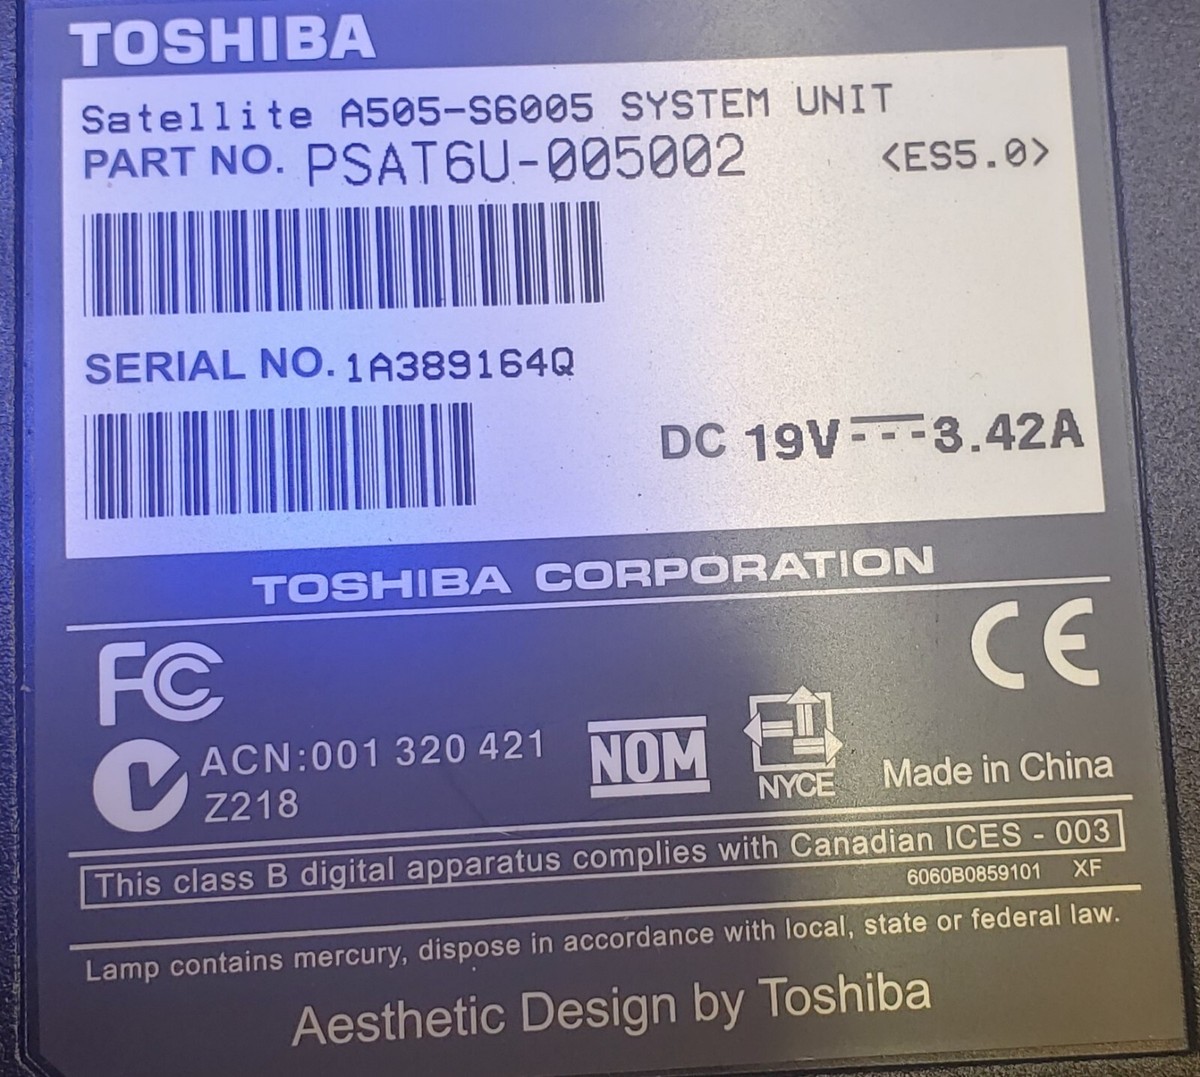 TOSHIBA
Satellite A505-S6005 SYSTEM UNIT
PART NO. PSAT6U-005002 <ES5.0>
SERIAL NO. 1A389164Q
DC 19V 3.42A
TOSHIBA CORPORATION
FC CE
ACN:001 320 421
Z218
NOM
NYCE
Made in China
This class B digital apparatus complies with Canadian ICES - 003
6060B0859101 XF
Lamp contains mercury, dispose in accordance with local, state or federal law.
Aesthetic Design by Toshiba